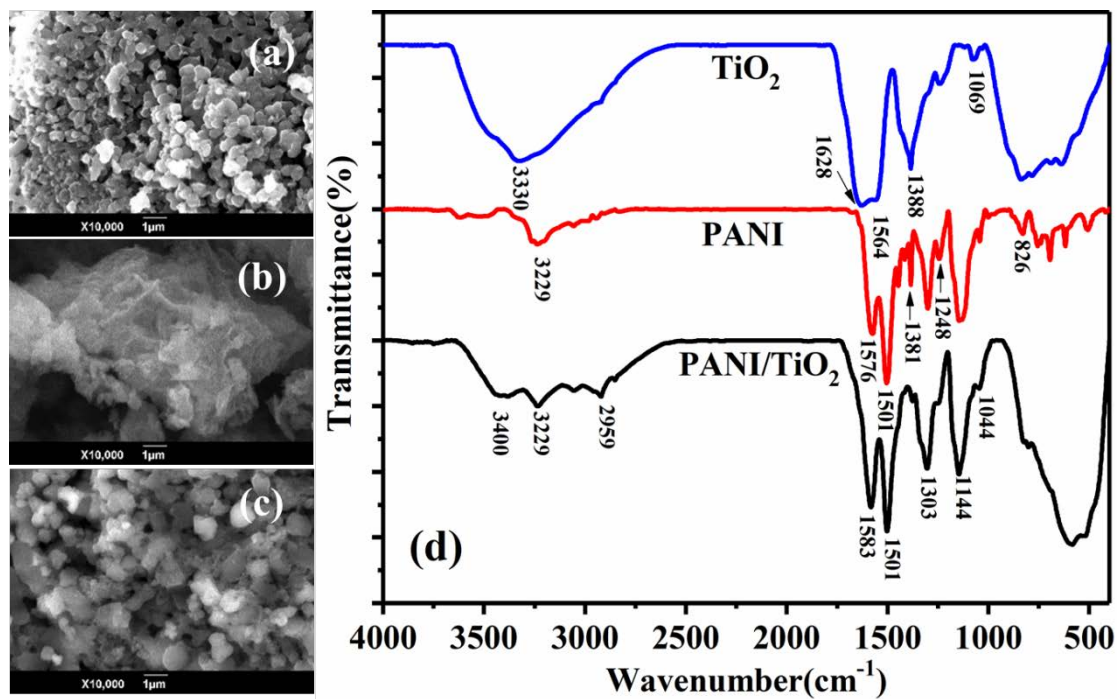 (a)
X10,000 1μm
(b)
X10,000 1μm
(c)
X10,000 1μm
Transmittance(%)
TiO2
3330
1628
1564
1388
1069
PANI
3229
1576
1501
1381
1248
826
PANI/TiO2
3400
3229
2959
1583
1501
1303
1144
1044
(d)
4000 3500 3000 2500 2000 1500 1000 500
Wavenumber(cm-1)